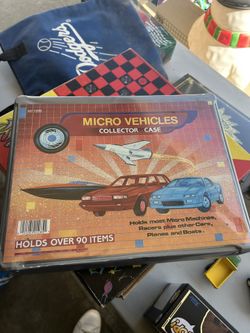 Dodgers
MICRO VEHICLES
COLLECTOR CASE
Holds most Micro Machines,
Racers plus other Cars,
Planes and Boats.
HOLDS OVER 90 ITEMS